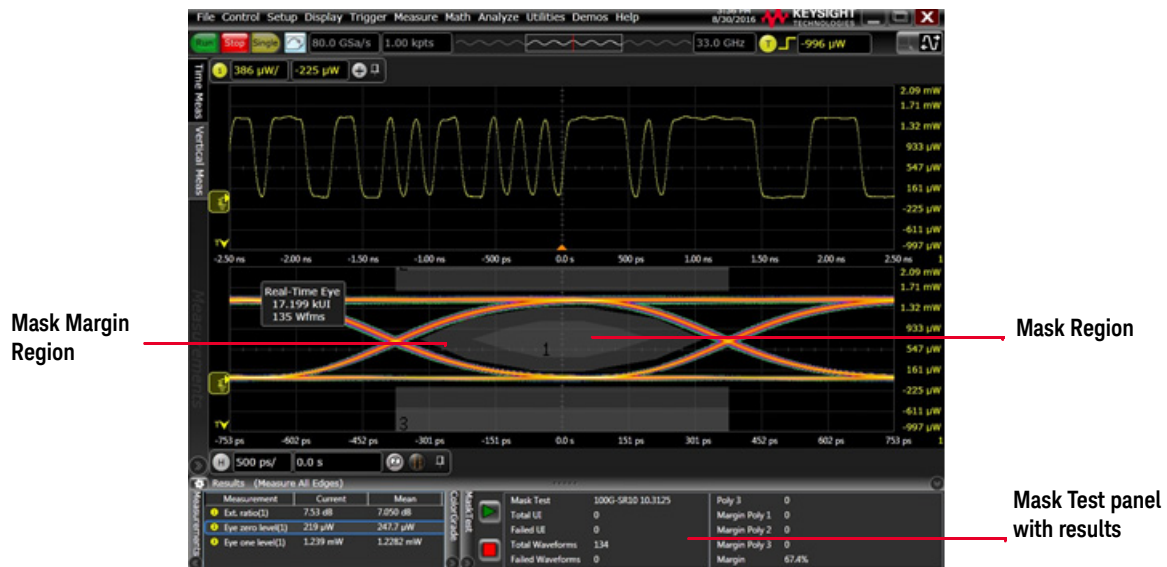 File Control Setup Display Trigger Measure Math Analyze Utilities Demos Help
8/30/2016
KEYSIGHT
TECHNOLOGIES
Run Stop Single 80.0 GSa/s 1.00 kpts 33.0 GHz T -996 µW
Time Meas
Vertical Meas
Measurements
1 386 µW/ -225 µW
2.09 mW
1.71 mW
1.32 mW
933 µW
547 µW
161 µW
-225 µW
-611 µW
-997 µW
-2.50 ns -2.00 ns -1.50 ns -1.00 ns -500 ps 0.0 s 500 ps 1.00 ns 1.50 ns 2.00 ns 2.50 ns 1
Real-Time Eye
17.199 kUI
135 Wfms
2.09 mW
1.71 mW
1.32 mW
933 µW
547 µW
161 µW
-225 µW
-611 µW
-997 µW
1
3
-753 ps -602 ps -452 ps -301 ps -151 ps 0.0 s 151 ps 301 ps 452 ps 602 ps 753 ps 1
Mask Margin
Region
Mask Region
H 500 ps/ 0.0 s
Results (Measure All Edges)
Measurements
Measurement Current Mean
Ext. ratio(1) 7.53 dB 7.050 dB
Eye zero level(1) 219 µW 247.7 µW
Eye one level(1) 1.239 mW 1.2282 mW
ColorGrade
MaskTest
Mask Test 100G-SR10 10.3125
Total UI 0
Failed UI 0
Total Waveforms 134
Failed Waveforms 0
Poly 3 0
Margin Poly 1 0
Margin Poly 2 0
Margin Poly 3 0
Margin 67.4%
Mask Test panel
with results